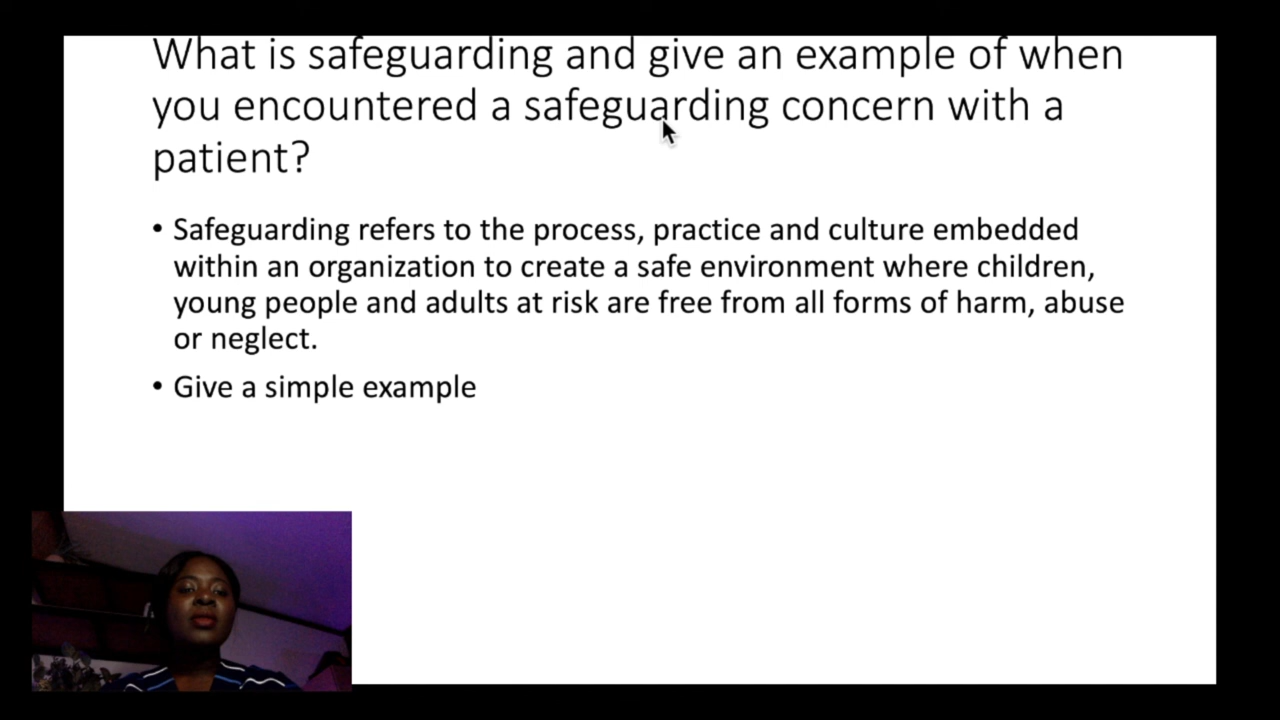 What is safeguarding and give an example of when
you encountered a safeguarding concern with a
patient?
• Safeguarding refers to the process, practice and culture embedded
within an organization to create a safe environment where children,
young people and adults at risk are free from all forms of harm, abuse
or neglect.
• Give a simple example